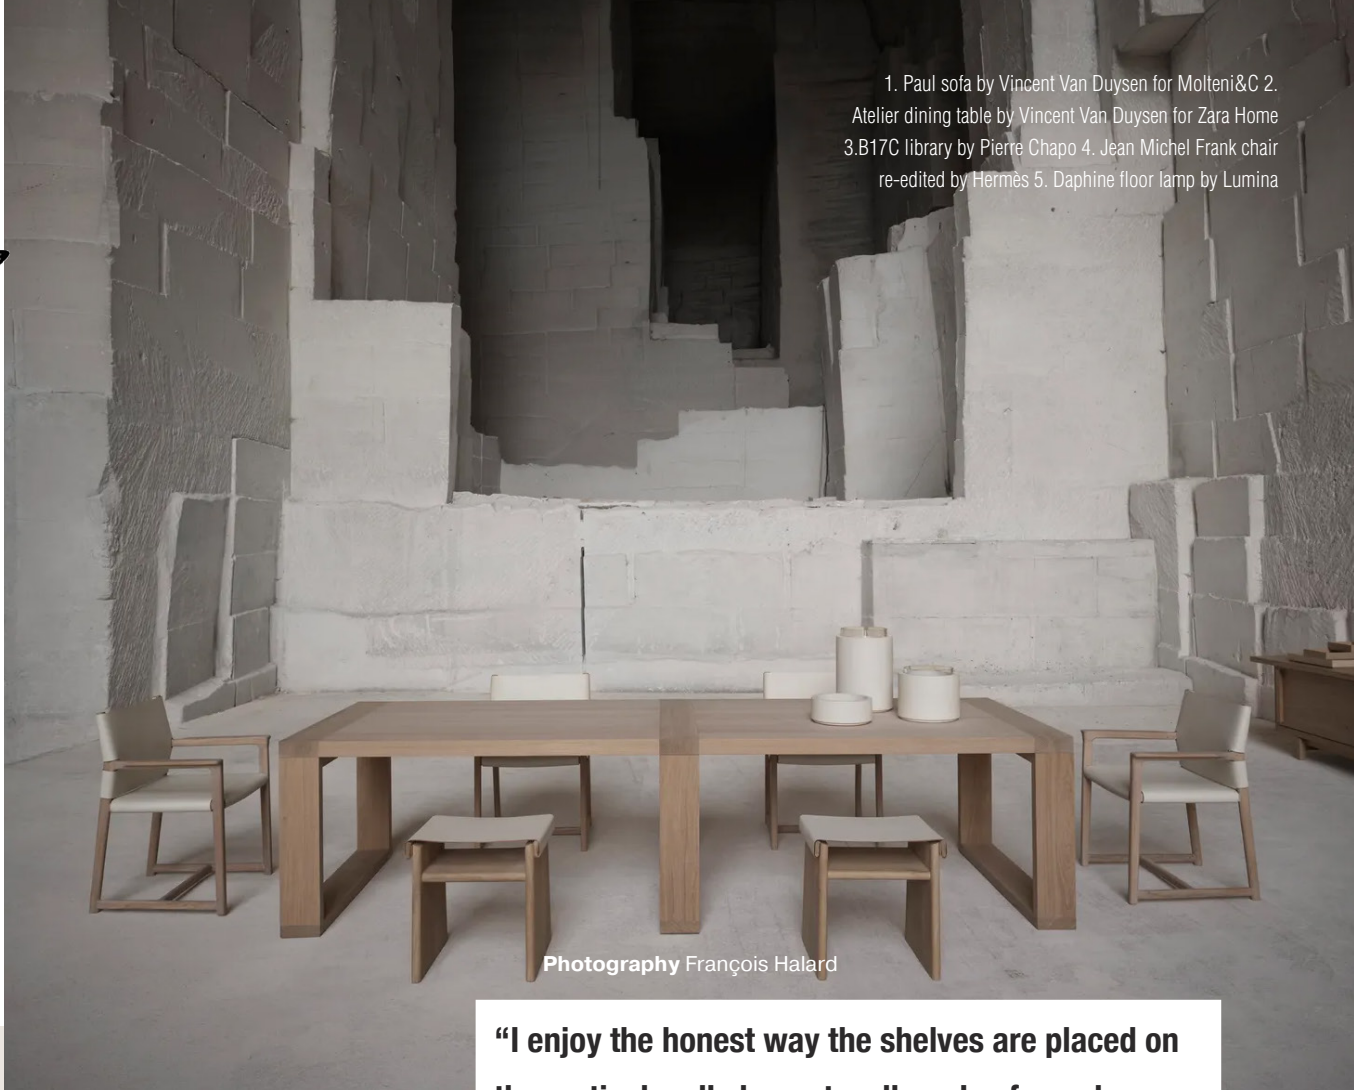 1. Paul sofa by Vincent Van Duysen for Molteni&C 2.
Atelier dining table by Vincent Van Duysen for Zara Home
3.B17C library by Pierre Chapo 4. Jean Michel Frank chair
re-edited by Hermès 5. Daphine floor lamp by Lumina
Photography François Halard
“I enjoy the honest way the shelves are placed on